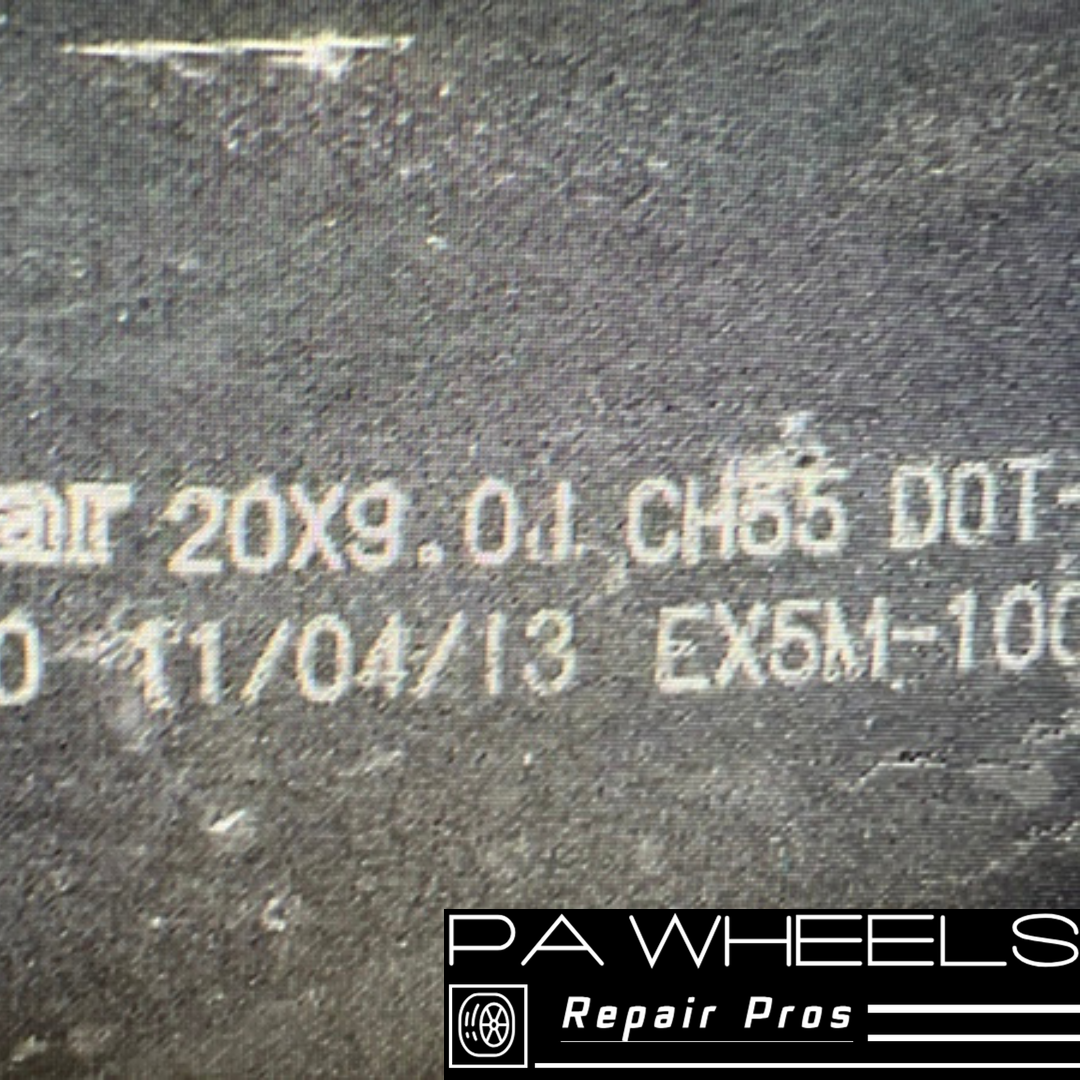 ar 20X9.0J CH55 DOT-
0 11/04/13 EX5M-100
PA WHEELS
Repair Pros